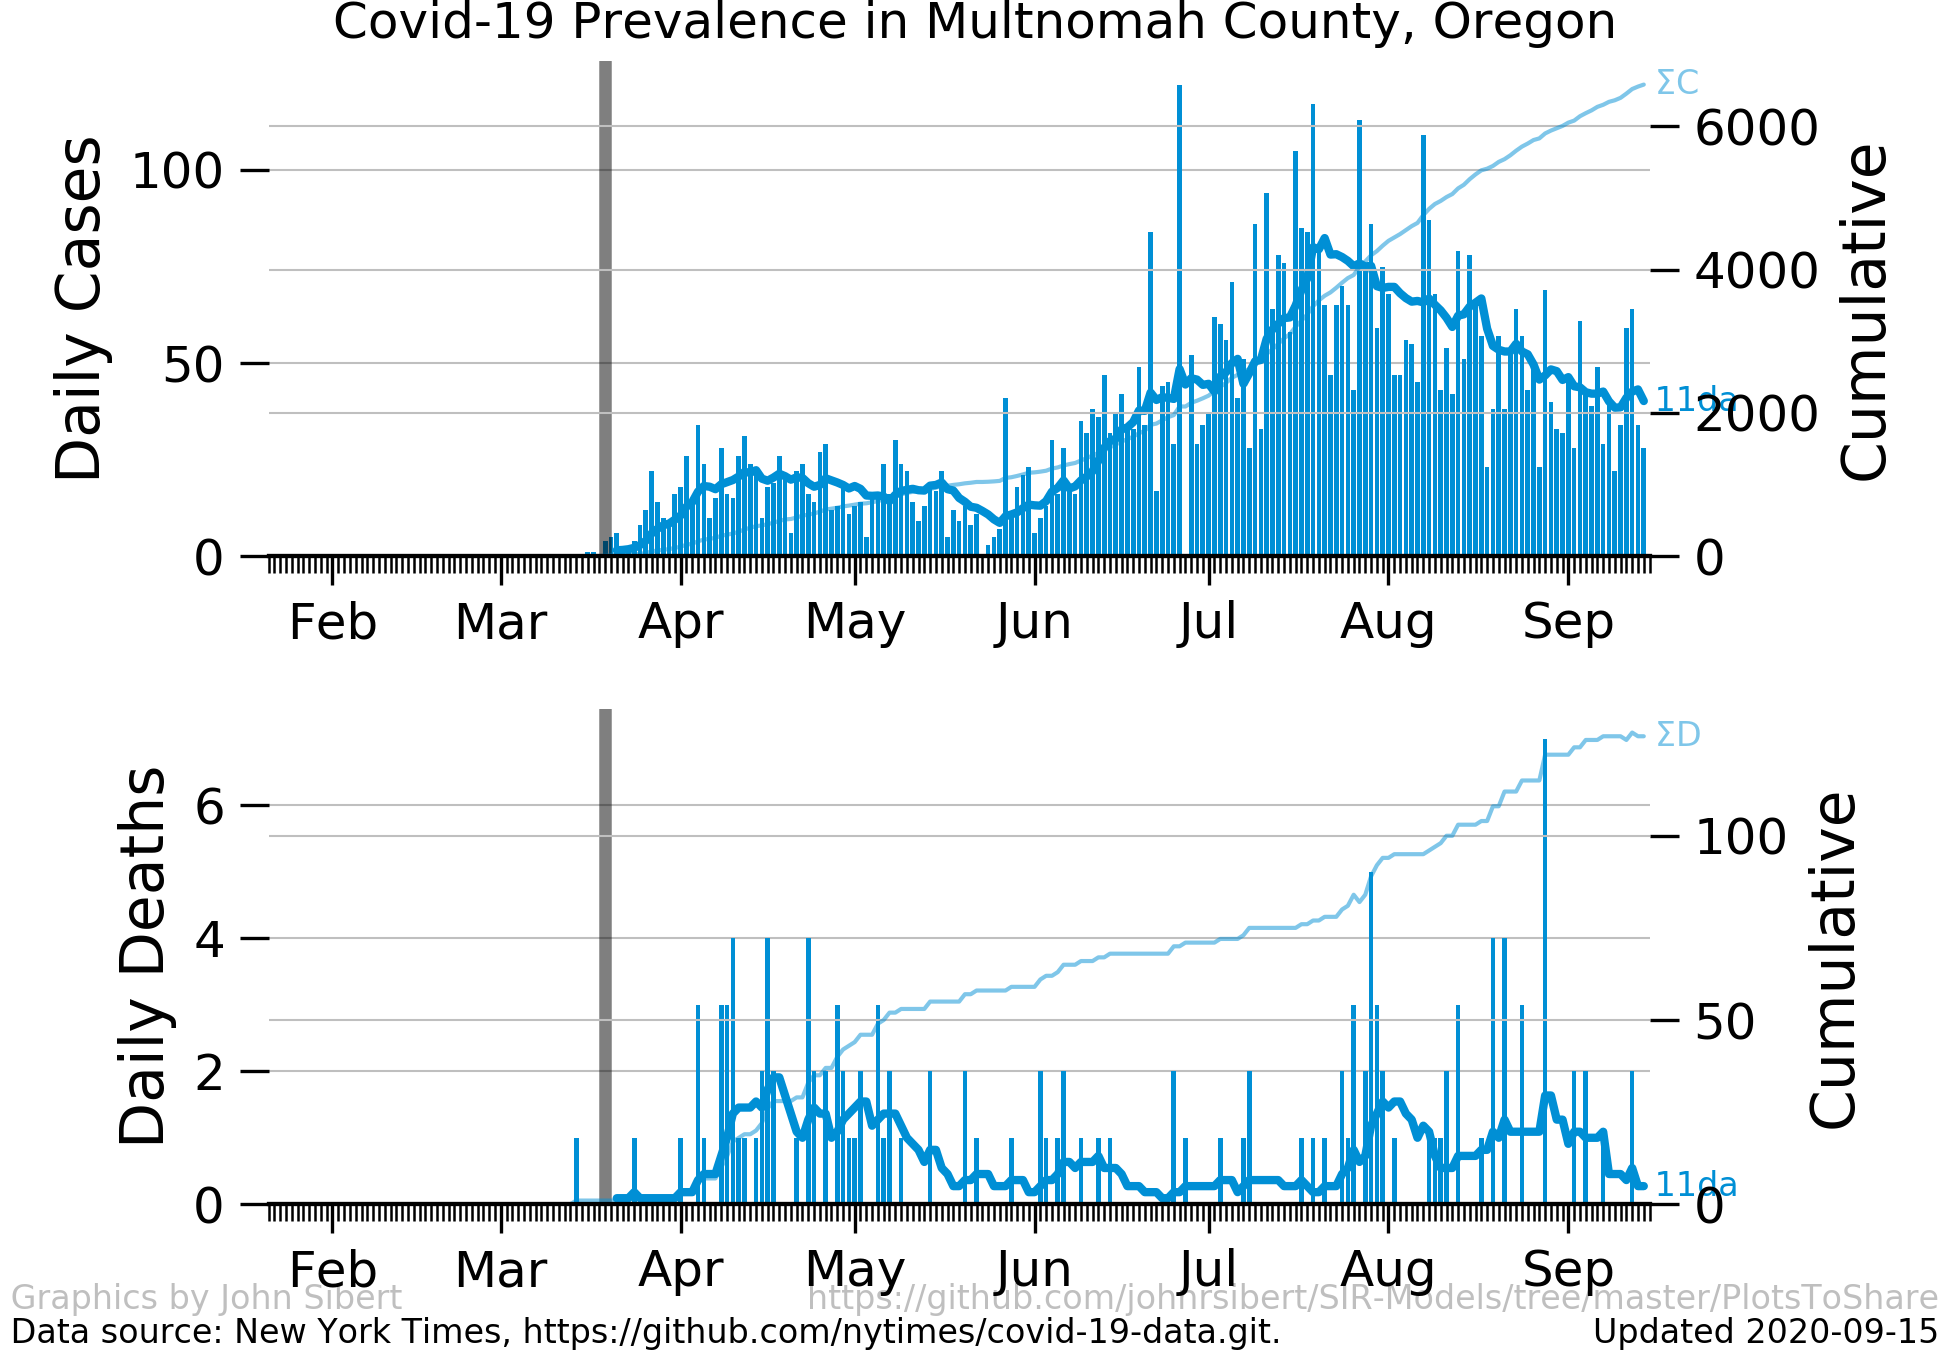 Covid-19 Prevalence in Multnomah County, Oregon
Daily Cases
100
50
0
ΣC
6000
4000
11da
2000
0
Cumulative
Feb Mar Apr May Jun Jul Aug Sep
Daily Deaths
6
4
2
0
ΣD
100
50
11da
0
Cumulative
Feb Mar Apr May Jun Jul Aug Sep
Graphics by John Sibert https://github.com/johnrsibert/SIR-Models/tree/master/PlotsToShare
Data source: New York Times, https://github.com/nytimes/covid-19-data.git. Updated 2020-09-15